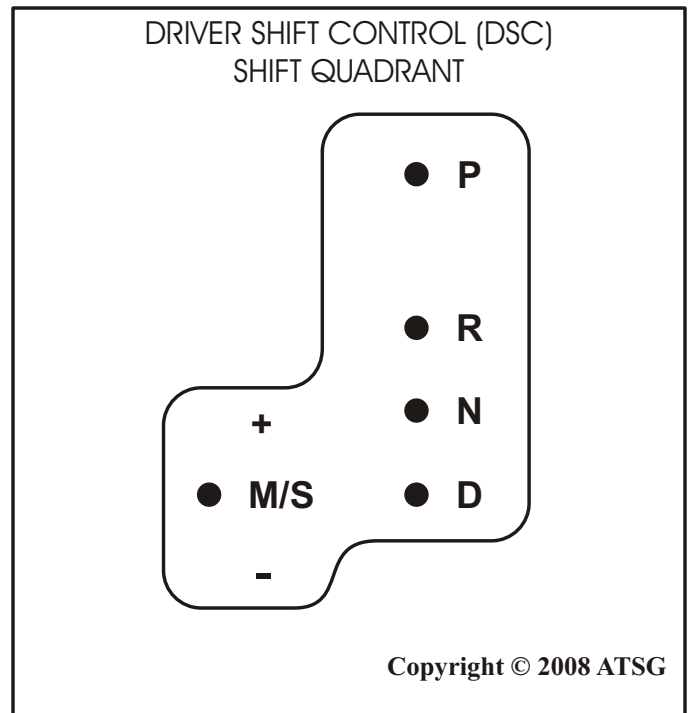 DRIVER SHIFT CONTROL (DSC)
SHIFT QUADRANT
P
R
N
+
M/S
D
-
Copyright © 2008 ATSG